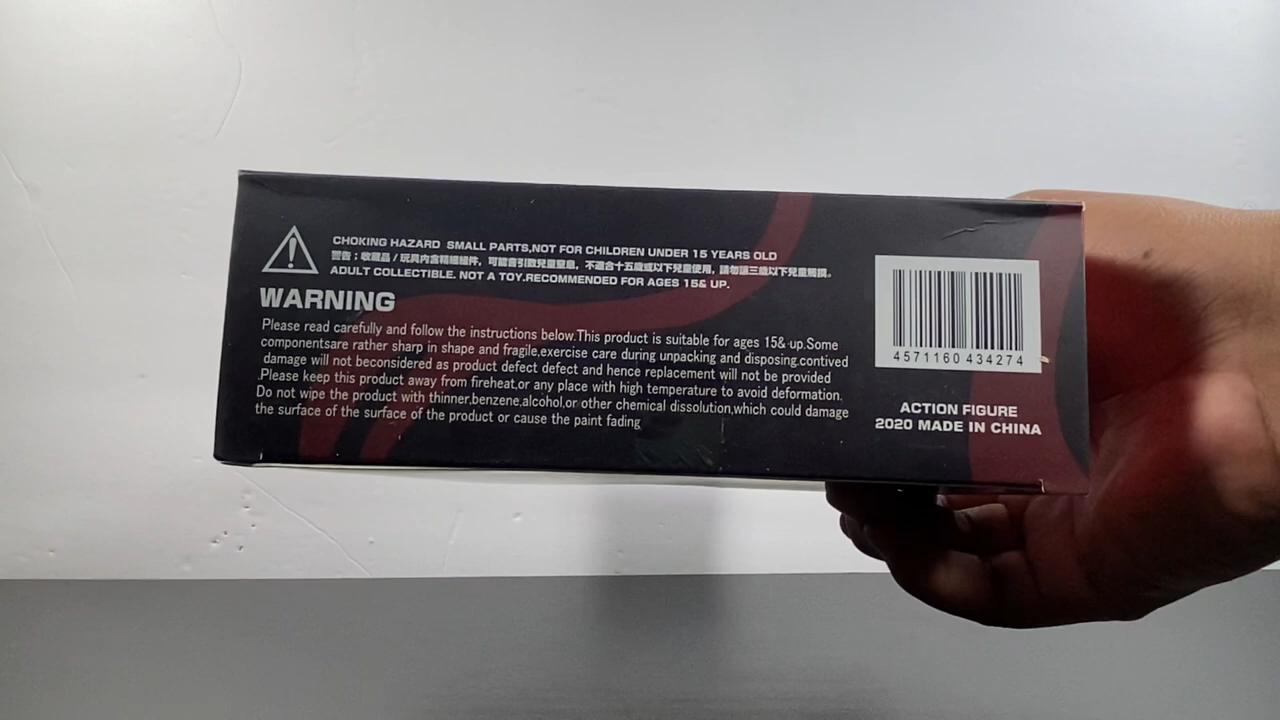 CHOKING HAZARD SMALL PARTS,NOT FOR CHILDREN UNDER 15 YEARS OLD
警告；收藏品 / 玩具內含精細組件，可能會引致兒童窒息，不適合十五歲或以下兒童使用，請勿讓三歲以下兒童觸摸。
ADULT COLLECTIBLE. NOT A TOY.RECOMMENDED FOR AGES 15& UP.
WARNING
Please read carefully and follow the instructions below.This product is suitable for ages 15& up.Some
componentsare rather sharp in shape and fragile,exercise care during unpacking and disposing.contived
damage will not beconsidered as product defect defect and hence replacement will not be provided
.Please keep this product away from fireheat,or any place with high temperature to avoid deformation.
Do not wipe the product with thinner,benzene,alcohol,or other chemical dissolution,which could damage
the surface of the surface of the product or cause the paint fading
4571160 434274
ACTION FIGURE
2020 MADE IN CHINA